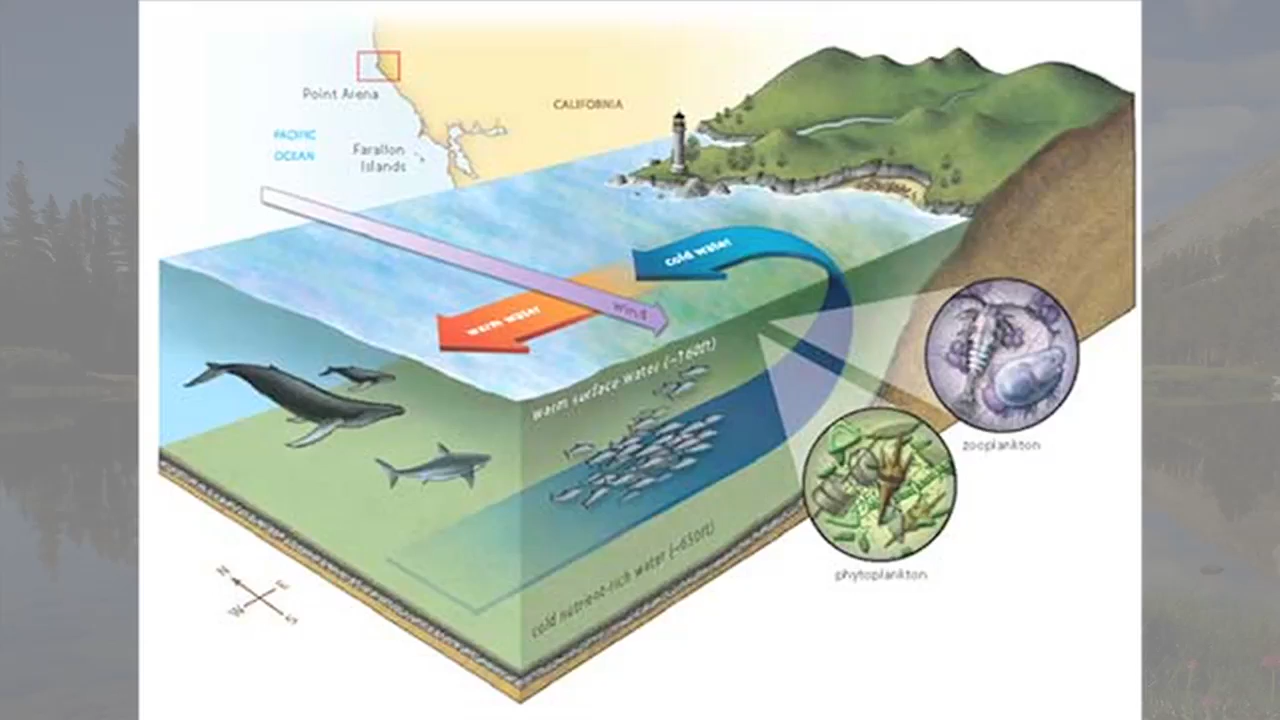 Point Arena
CALIFORNIA
PACIFIC
OCEAN
Farallon
Islands
cold water
warm water
wind
warm surface water (~160ft)
zooplankton
cold nutrient-rich water (~650ft)
phytoplankton
N
E
W
S